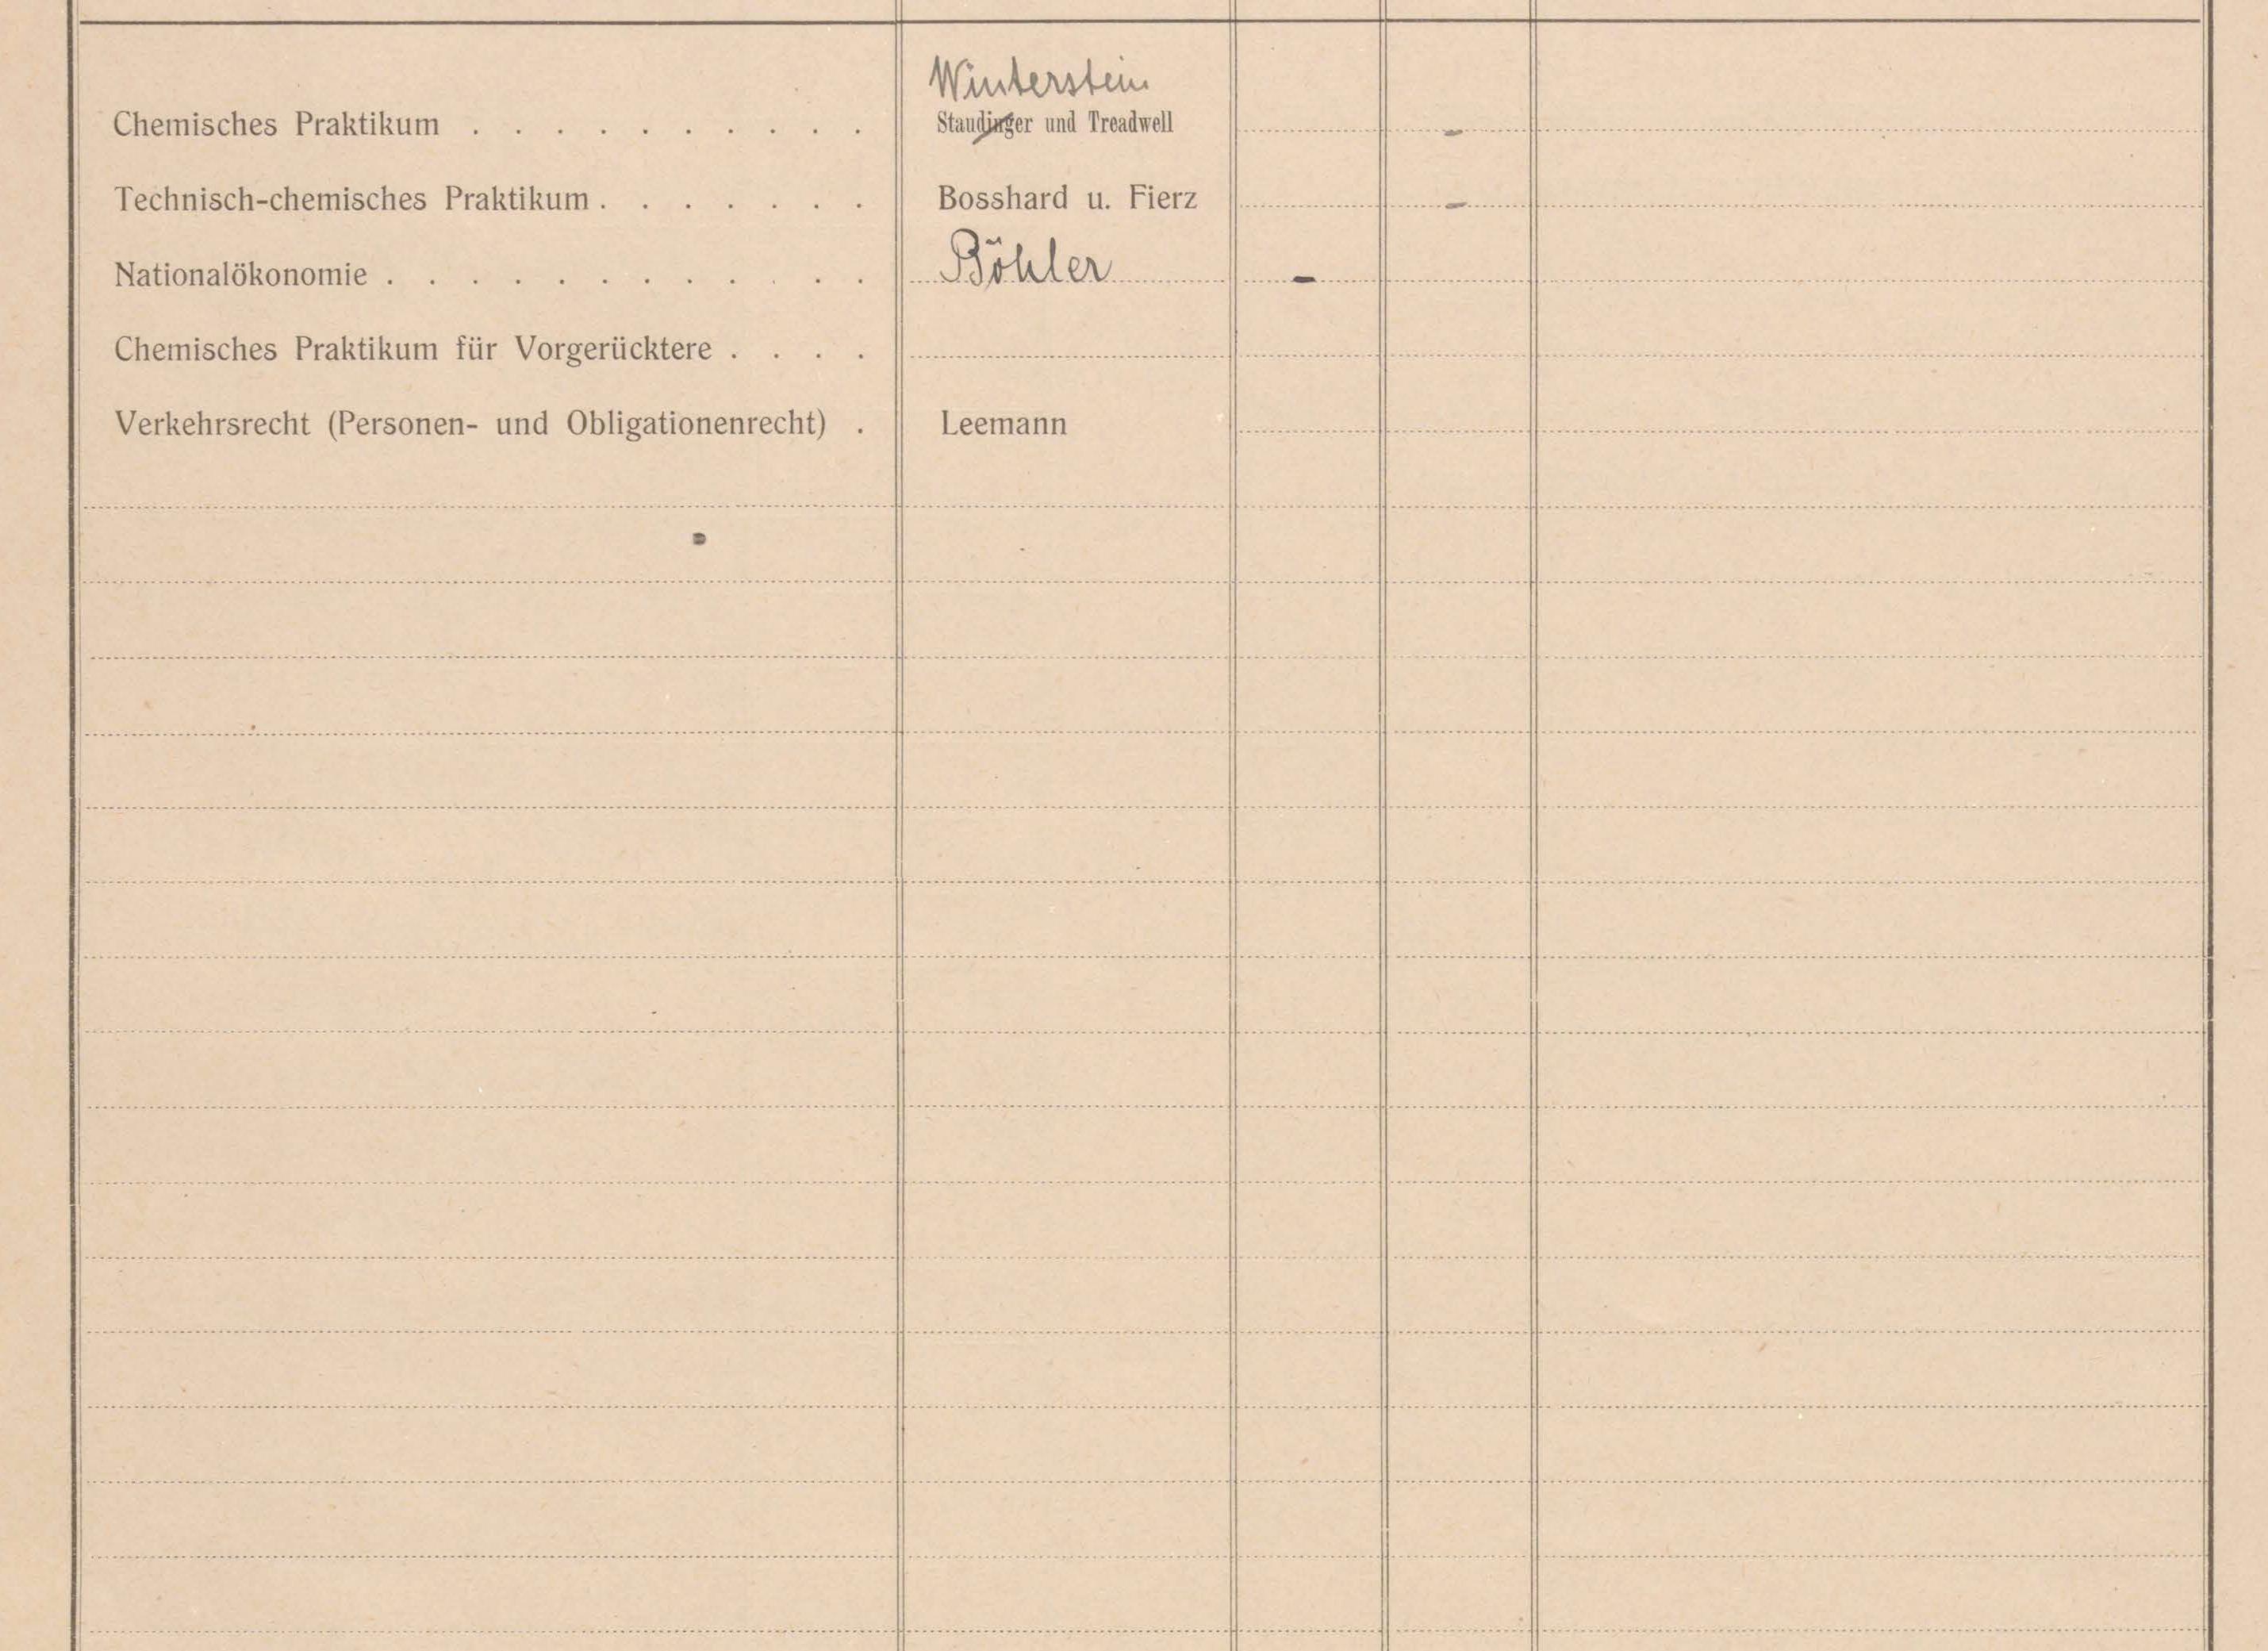 Winterstein
Chemisches Praktikum . . . . . . . . . . Staudinger und Treadwell -
Technisch-chemisches Praktikum . . . . . . . Bosshard u. Fierz -
Nationalökonomie . . . . . . . . . . . . Böhler -
Chemisches Praktikum für Vorgerücktere . . . .
Verkehrsrecht (Personen- und Obligationenrecht) . Leemann